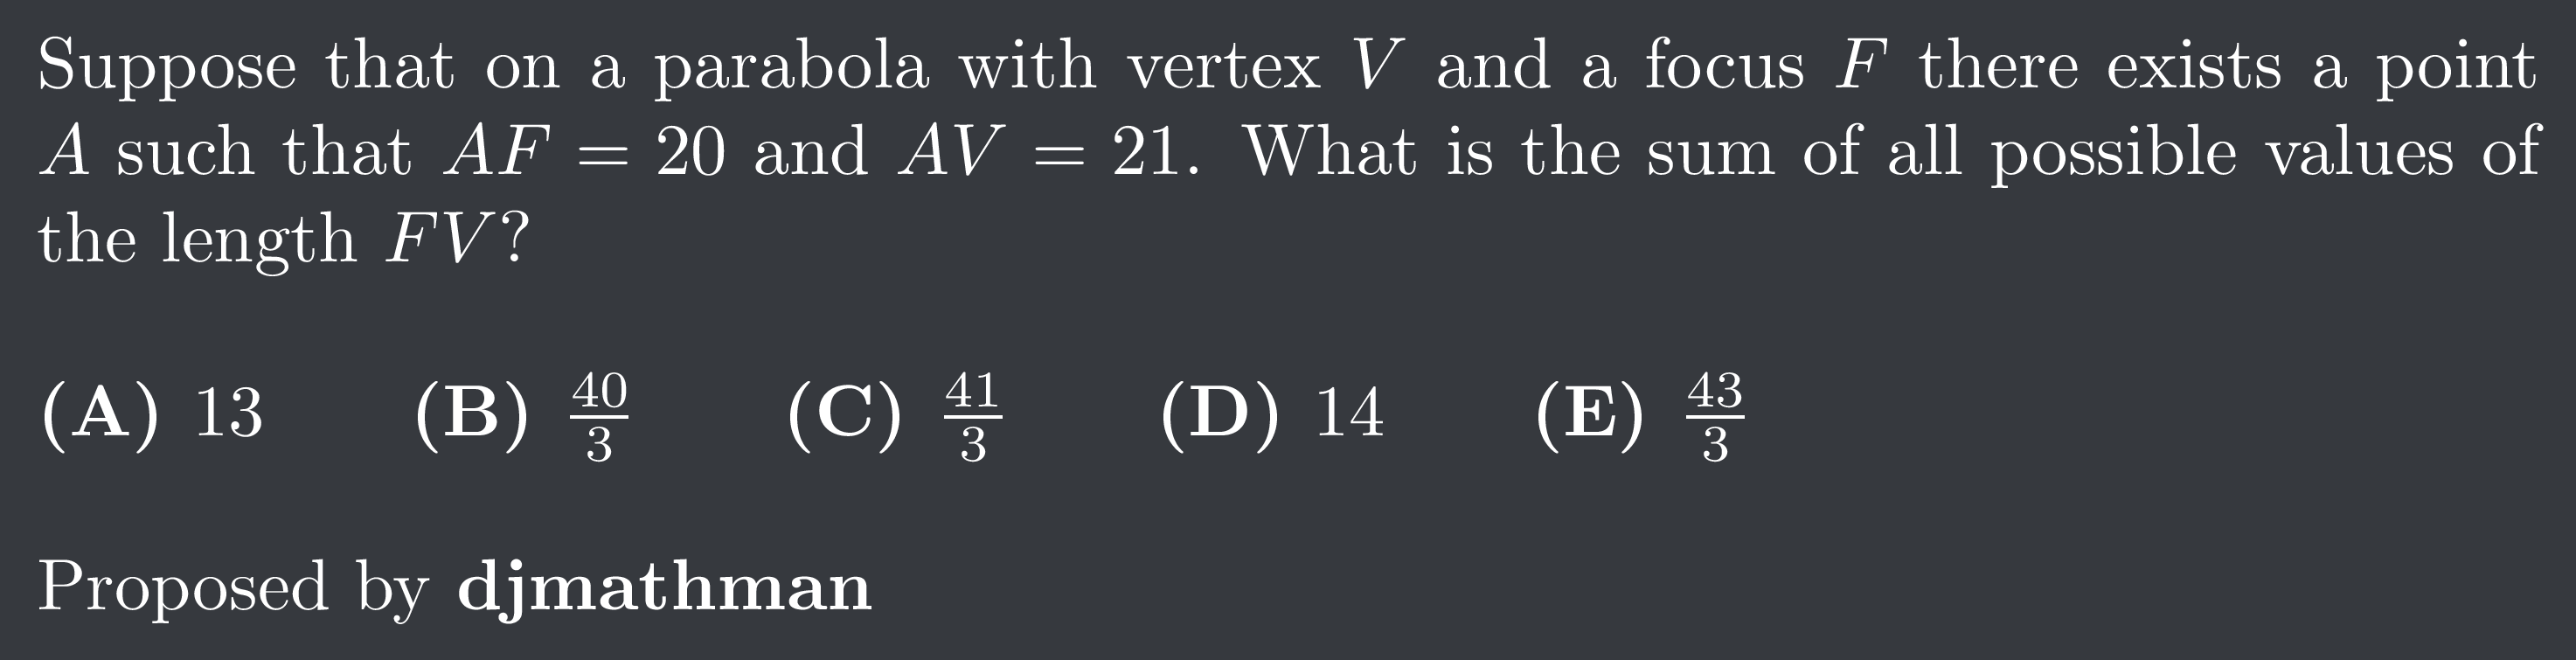 Suppose that on a parabola with vertex V and a focus F there exists a point
A such that AF = 20 and AV = 21. What is the sum of all possible values of
the length FV?
(A) 13 (B) 40/3 (C) 41/3 (D) 14 (E) 43/3
Proposed by djmathman